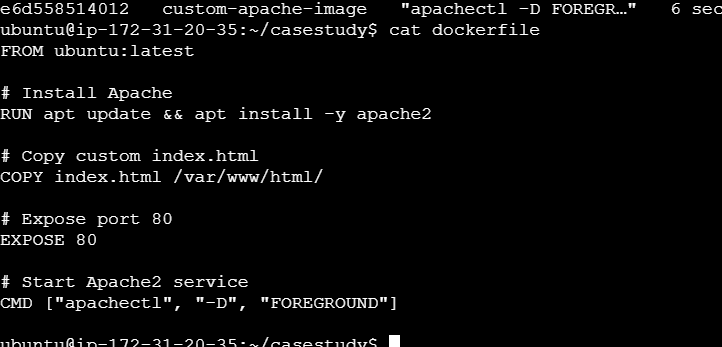 e6d558514012   custom-apache-image   "apachectl -D FOREGR…"   6 sec
ubuntu@ip-172-31-20-35:~/casestudy$ cat dockerfile
FROM ubuntu:latest

# Install Apache
RUN apt update && apt install -y apache2

# Copy custom index.html
COPY index.html /var/www/html/

# Expose port 80
EXPOSE 80

# Start Apache2 service
CMD ["apachectl", "-D", "FOREGROUND"]

ubuntu@ip-172-31-20-35:~/casestudy$